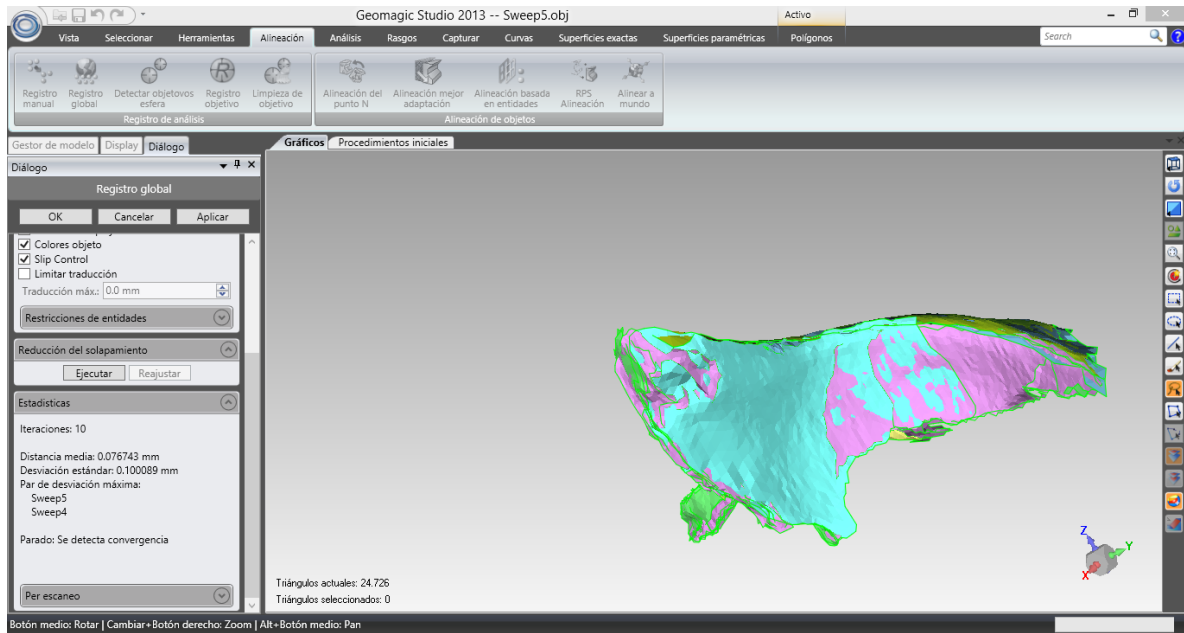 Geomagic Studio 2013 -- Sweep5.obj
Activo
Vista Seleccionar Herramientas Alineación Análisis Rasgos Capturar Curvas Superficies exactas Superficies paramétricas Polígonos
Search
Registro manual
Registro global
Detectar objetovos esfera
Registro objetivo
Limpieza de objetivo
Alineación del punto N
Alineación mejor adaptación
Alineación basada en entidades
RPS Alineación
Alinear a mundo
Registro de análisis
Alineación de objetos
Gestor de modelo Display Diálogo
Gráficos Procedimientos iniciales
Diálogo
Registro global
OK Cancelar Aplicar
Colores objeto
Slip Control
Limitar traducción
Traducción máx.: 0.0 mm
Restricciones de entidades
Reducción del solapamiento
Ejecutar Reajustar
Estadísticas
Iteraciones: 10
Distancia media: 0.076743 mm
Desviación estándar: 0.100089 mm
Par de desviación máxima:
Sweep5
Sweep4
Parado: Se detecta convergencia
Per escaneo
Triángulos actuales: 24.726
Triángulos seleccionados: 0
Z
Y
X
Botón medio: Rotar | Cambiar+Botón derecho: Zoom | Alt+Botón medio: Pan